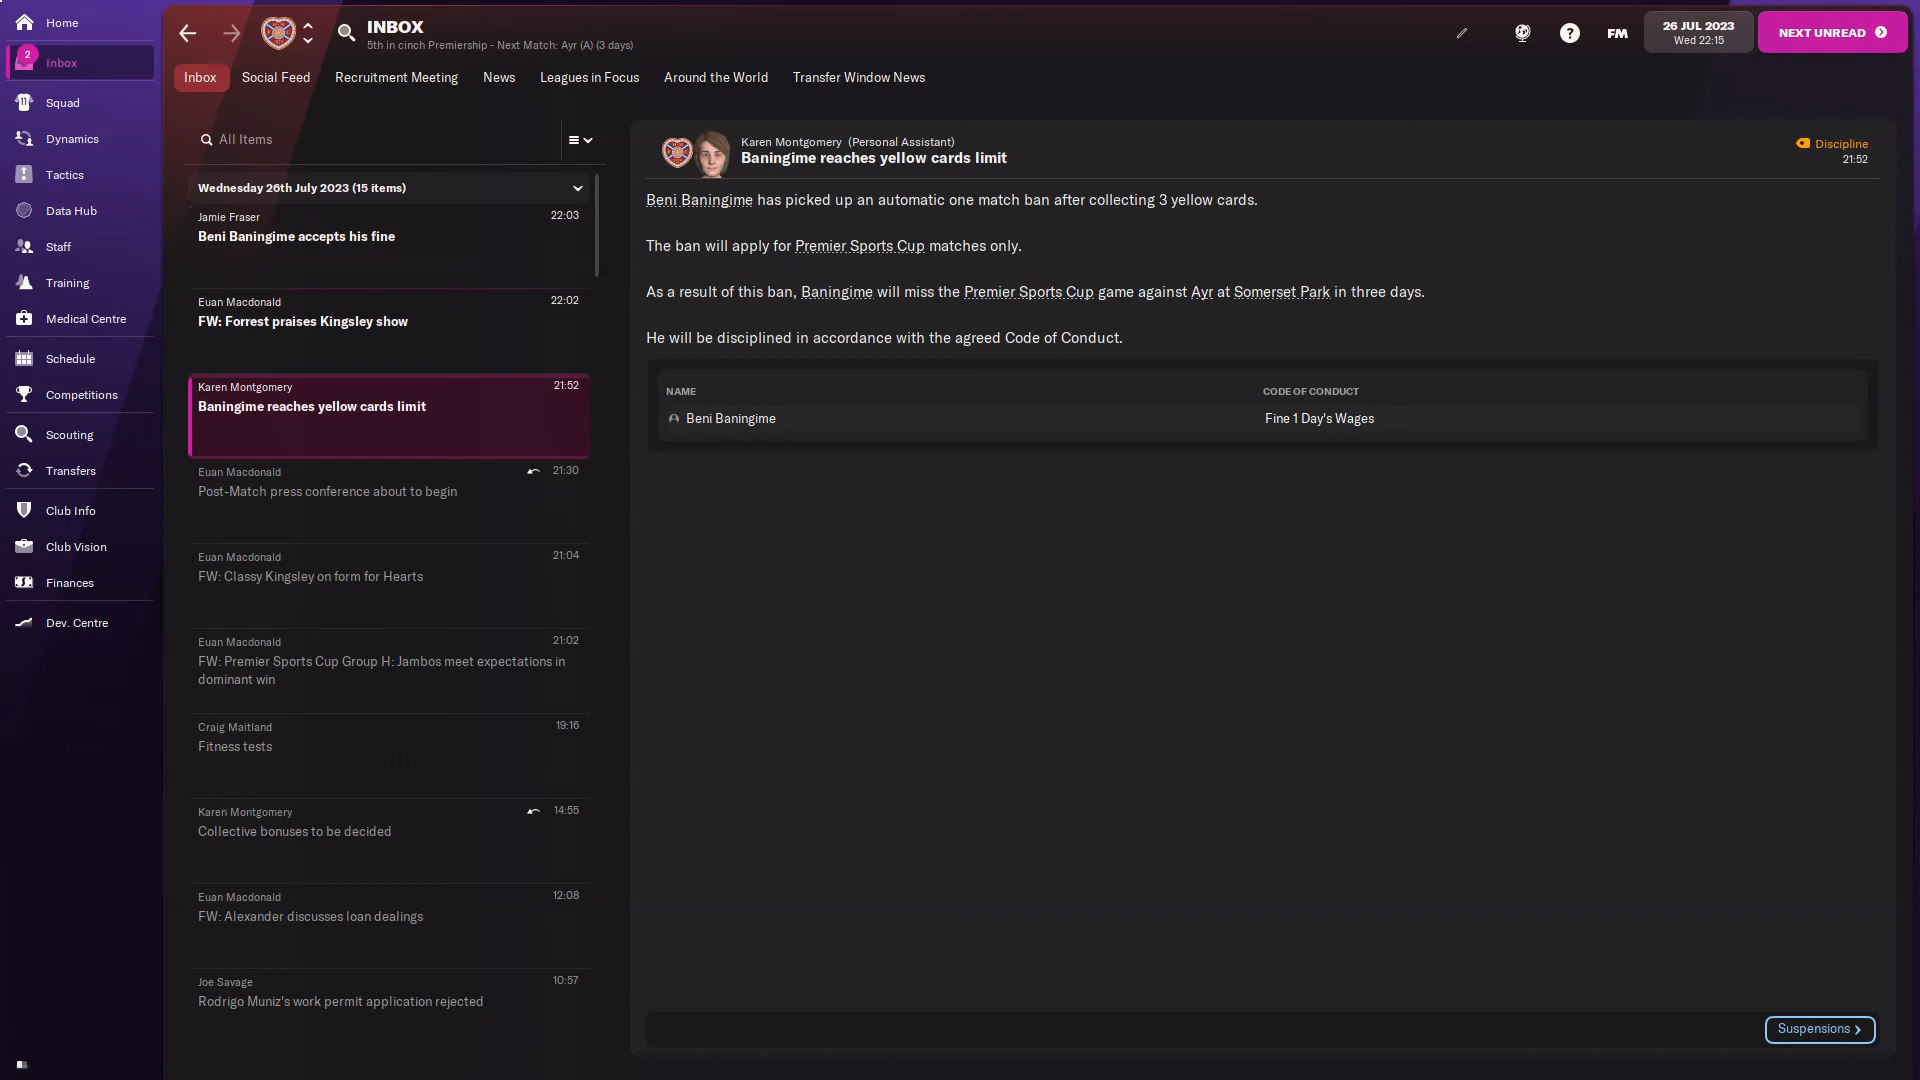 Home
2
Inbox
Squad
Dynamics
Tactics
Data Hub
Staff
Training
Medical Centre
Schedule
Competitions
Scouting
Transfers
Club Info
Club Vision
Finances
Dev. Centre
INBOX
5th in cinch Premiership - Next Match: Ayr (A) (3 days)
FM
26 JUL 2023
Wed 22:15
NEXT UNREAD
Inbox
Social Feed
Recruitment Meeting
News
Leagues in Focus
Around the World
Transfer Window News
All Items
Wednesday 26th July 2023 (15 items)
Jamie Fraser 22:03
Beni Baningime accepts his fine
Euan Macdonald 22:02
FW: Forrest praises Kingsley show
Karen Montgomery 21:52
Baningime reaches yellow cards limit
Euan Macdonald 21:30
Post-Match press conference about to begin
Euan Macdonald 21:04
FW: Classy Kingsley on form for Hearts
Euan Macdonald 21:02
FW: Premier Sports Cup Group H: Jambos meet expectations in
dominant win
Craig Maitland 19:16
Fitness tests
Karen Montgomery 14:55
Collective bonuses to be decided
Euan Macdonald 12:08
FW: Alexander discusses loan dealings
Joe Savage 10:57
Rodrigo Muniz's work permit application rejected
Karen Montgomery (Personal Assistant)
Baningime reaches yellow cards limit
Discipline
21:52
Beni Baningime has picked up an automatic one match ban after collecting 3 yellow cards.
The ban will apply for Premier Sports Cup matches only.
As a result of this ban, Baningime will miss the Premier Sports Cup game against Ayr at Somerset Park in three days.
He will be disciplined in accordance with the agreed Code of Conduct.
NAME CODE OF CONDUCT
Beni Baningime Fine 1 Day's Wages
Suspensions